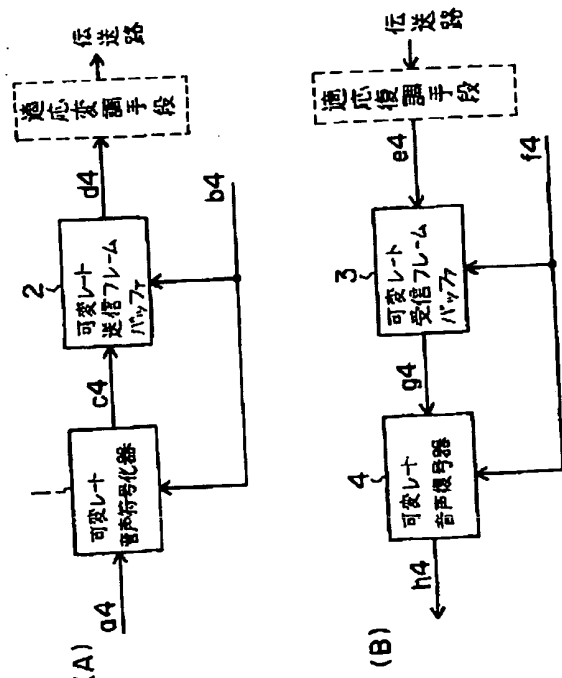 (A)
a4
1
可変レート
音声符号化器
c4
2
可変レート
送信フレーム
バッファ
d4
適応変調手段
伝送路
b4
(B)
h4
4
可変レート
音声復号器
g4
3
可変レート
受信フレーム
バッファ
e4
適応復調手段
伝送路
f4